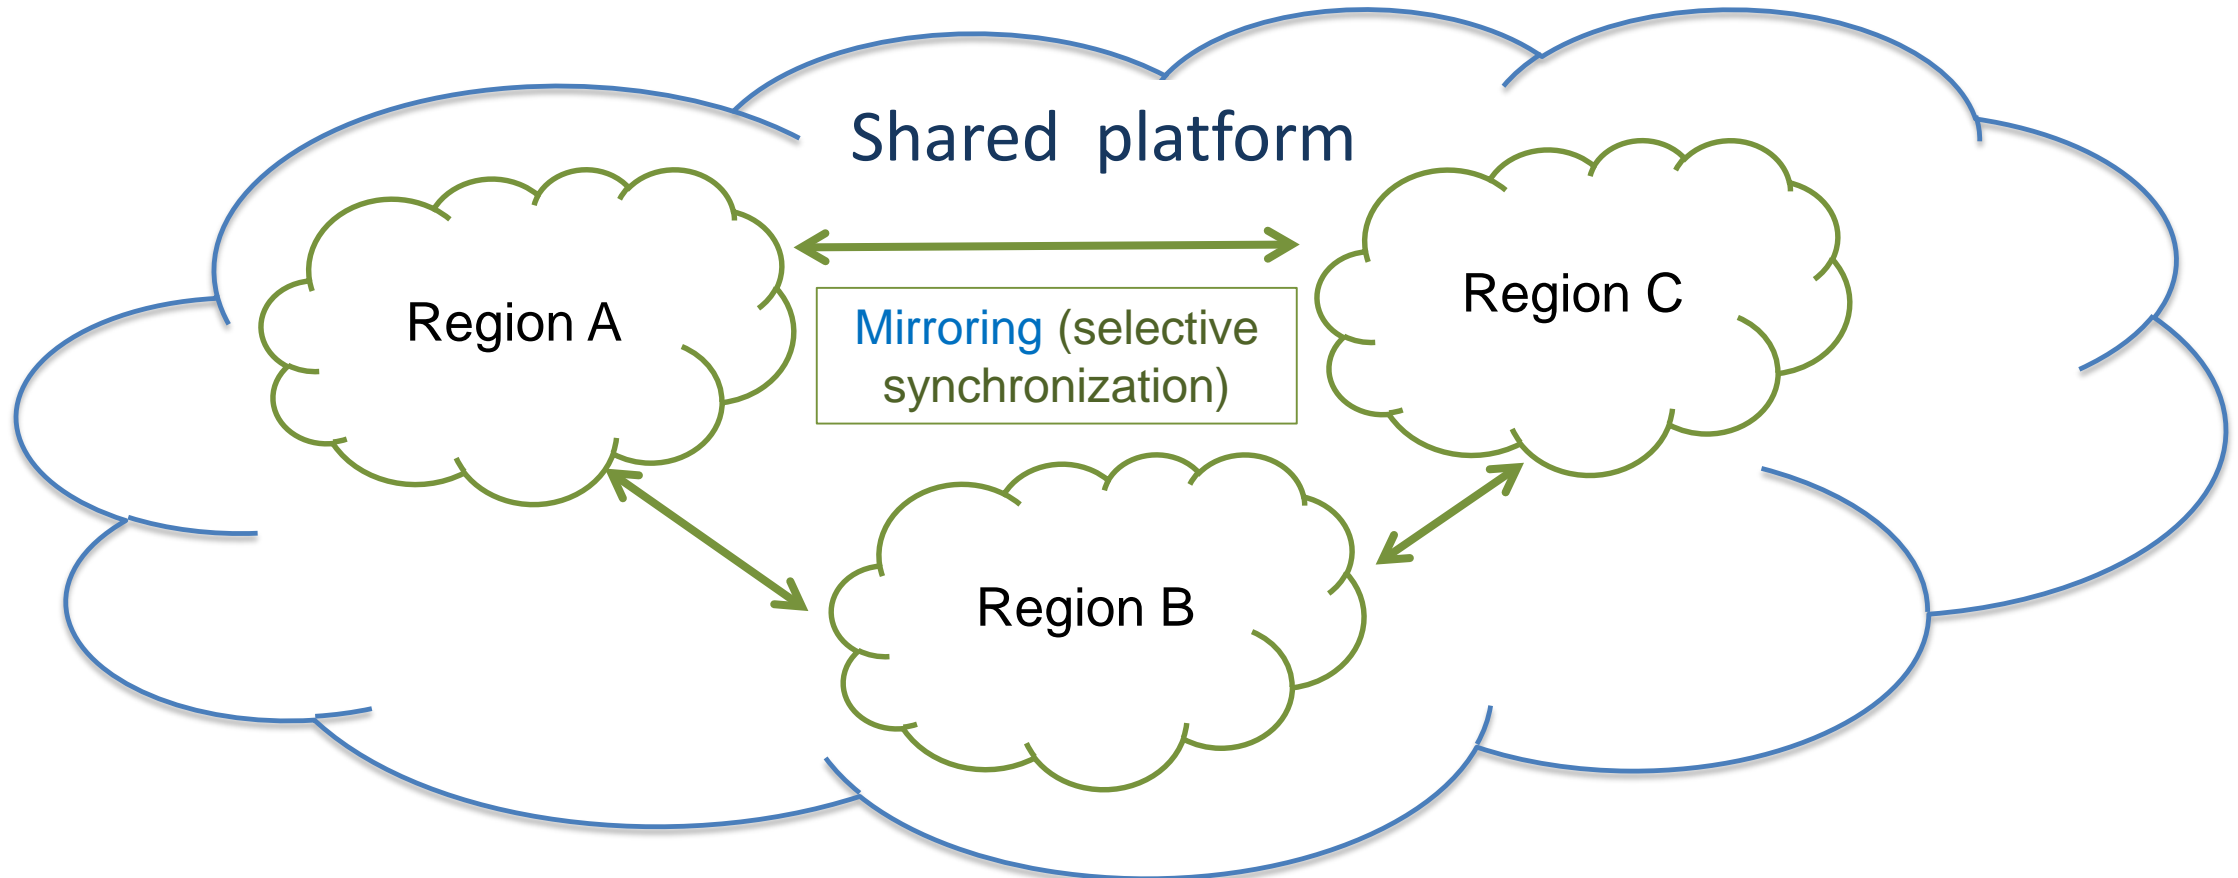 Shared platform
Region A
Mirroring (selective
synchronization)
Region C
Region B